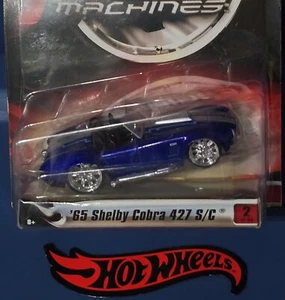 MACHINES
'65 Shelby Cobra 427 S/C®
2
HOT WHEELS